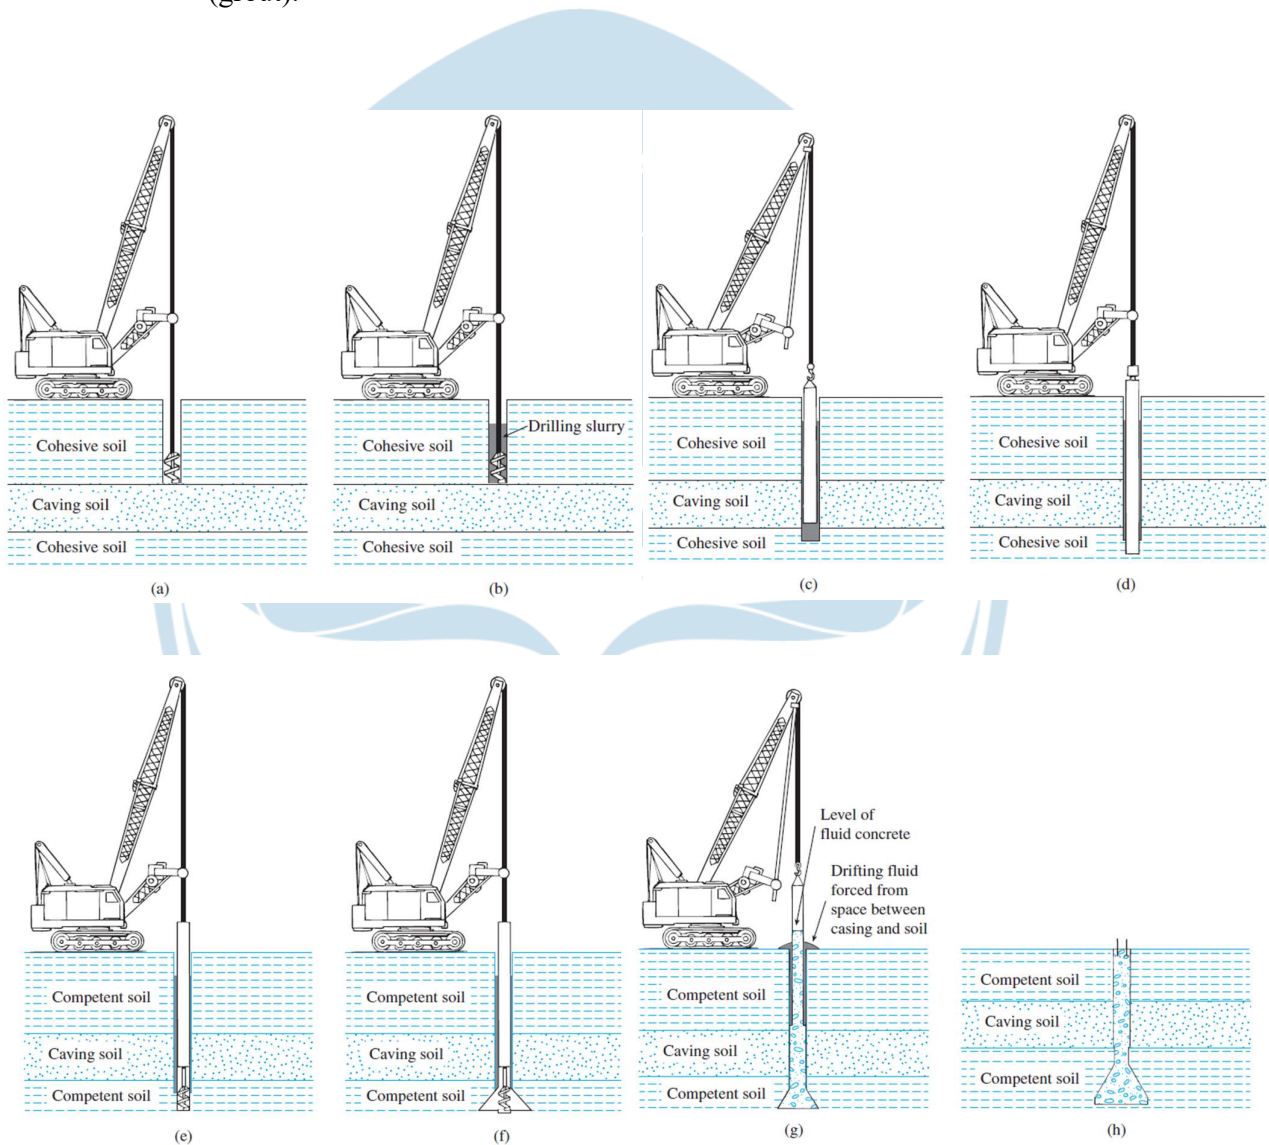 (grout).
Cohesive soil
Caving soil
Cohesive soil
(a)
Drilling slurry
Cohesive soil
Caving soil
Cohesive soil
(b)
Cohesive soil
Caving soil
Cohesive soil
(c)
Cohesive soil
Caving soil
Cohesive soil
(d)
Competent soil
Caving soil
Competent soil
(e)
Competent soil
Caving soil
Competent soil
(f)
Level of
fluid concrete
Drifting fluid
forced from
space between
casing and soil
Competent soil
Caving soil
Competent soil
(g)
Competent soil
Caving soil
Competent soil
(h)